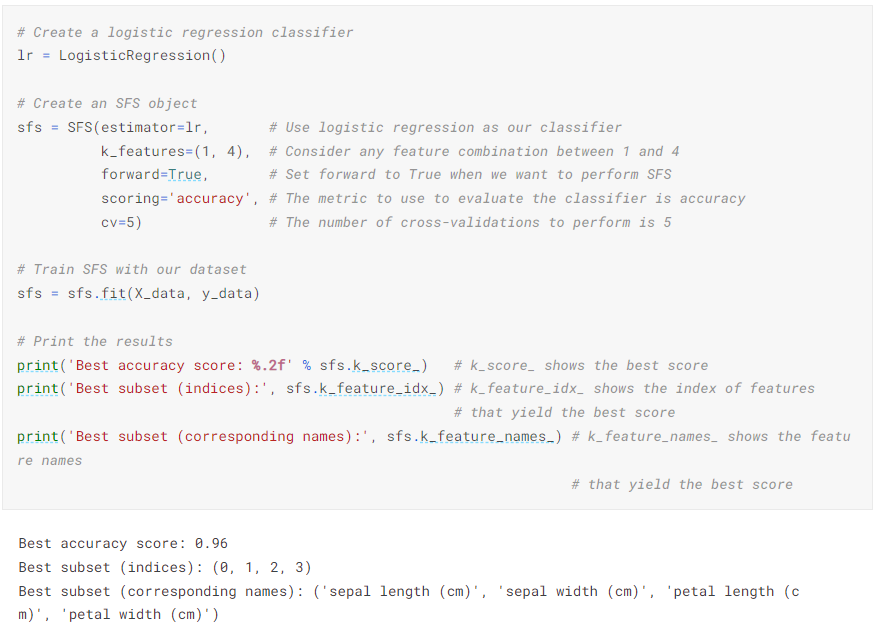 # Create a logistic regression classifier
lr = LogisticRegression()
# Create an SFS object
sfs = SFS(estimator=lr,       # Use logistic regression as our classifier
          k_features=(1, 4),  # Consider any feature combination between 1 and 4
          forward=True,       # Set forward to True when we want to perform SFS
          scoring='accuracy', # The metric to use to evaluate the classifier is accuracy
          cv=5)               # The number of cross-validations to perform is 5
# Train SFS with our dataset
sfs = sfs.fit(X_data, y_data)
# Print the results
print('Best accuracy score: %.2f' % sfs.k_score_)   # k_score_ shows the best score
print('Best subset (indices):', sfs.k_feature_idx_) # k_feature_idx_ shows the index of features
                                                    # that yield the best score
print('Best subset (corresponding names):', sfs.k_feature_names_) # k_feature_names_ shows the featu
re names
                                                                  # that yield the best score
Best accuracy score: 0.96
Best subset (indices): (0, 1, 2, 3)
Best subset (corresponding names): ('sepal length (cm)', 'sepal width (cm)', 'petal length (c
m)', 'petal width (cm)')